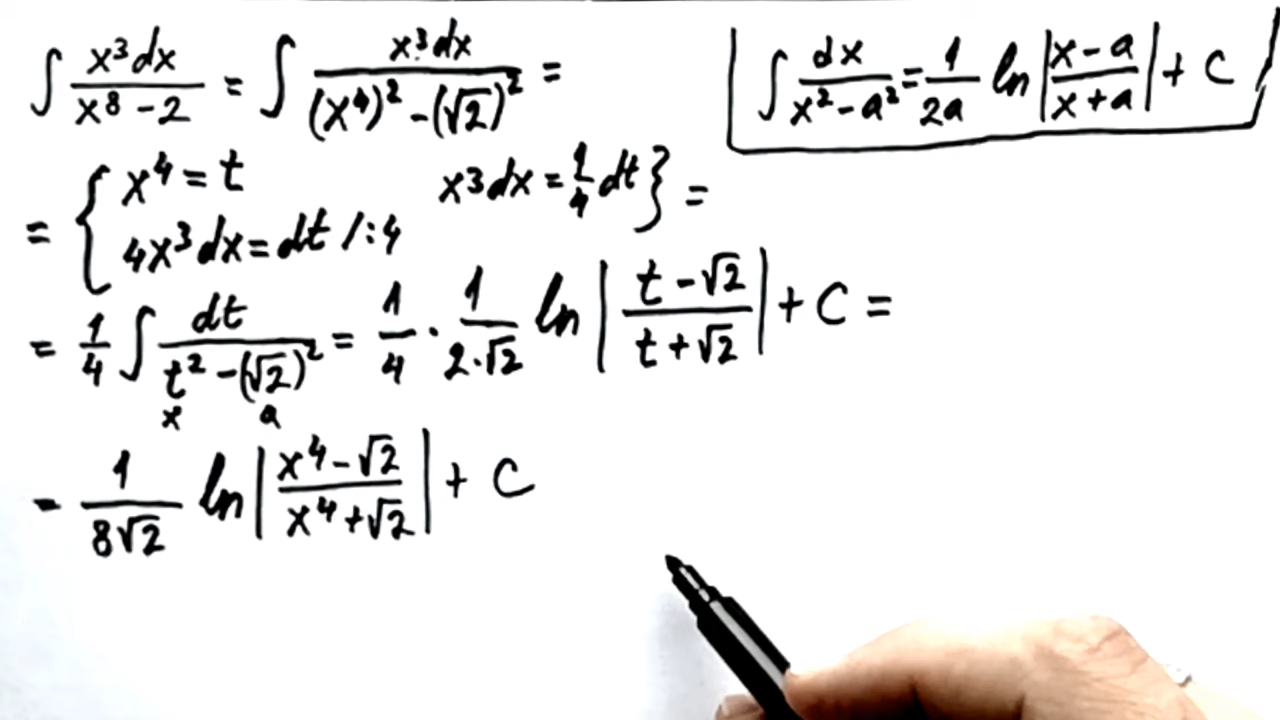 ∫ x³dx / (x⁸ - 2) = ∫ x³dx / ((x⁴)² - (√2)²) =
∫ dx / (x² - a²) = 1/2a ln |(x - a)/(x + a)| + C
= { x⁴ = t x³dx = 1/4 dt } =
4x³dx = dt /:4
= 1/4 ∫ dt / (t² - (√2)²) = 1/4 · 1/(2·√2) ln |(t - √2)/(t + √2)| + C =
x a
= 1/(8√2) ln |(x⁴ - √2)/(x⁴ + √2)| + C